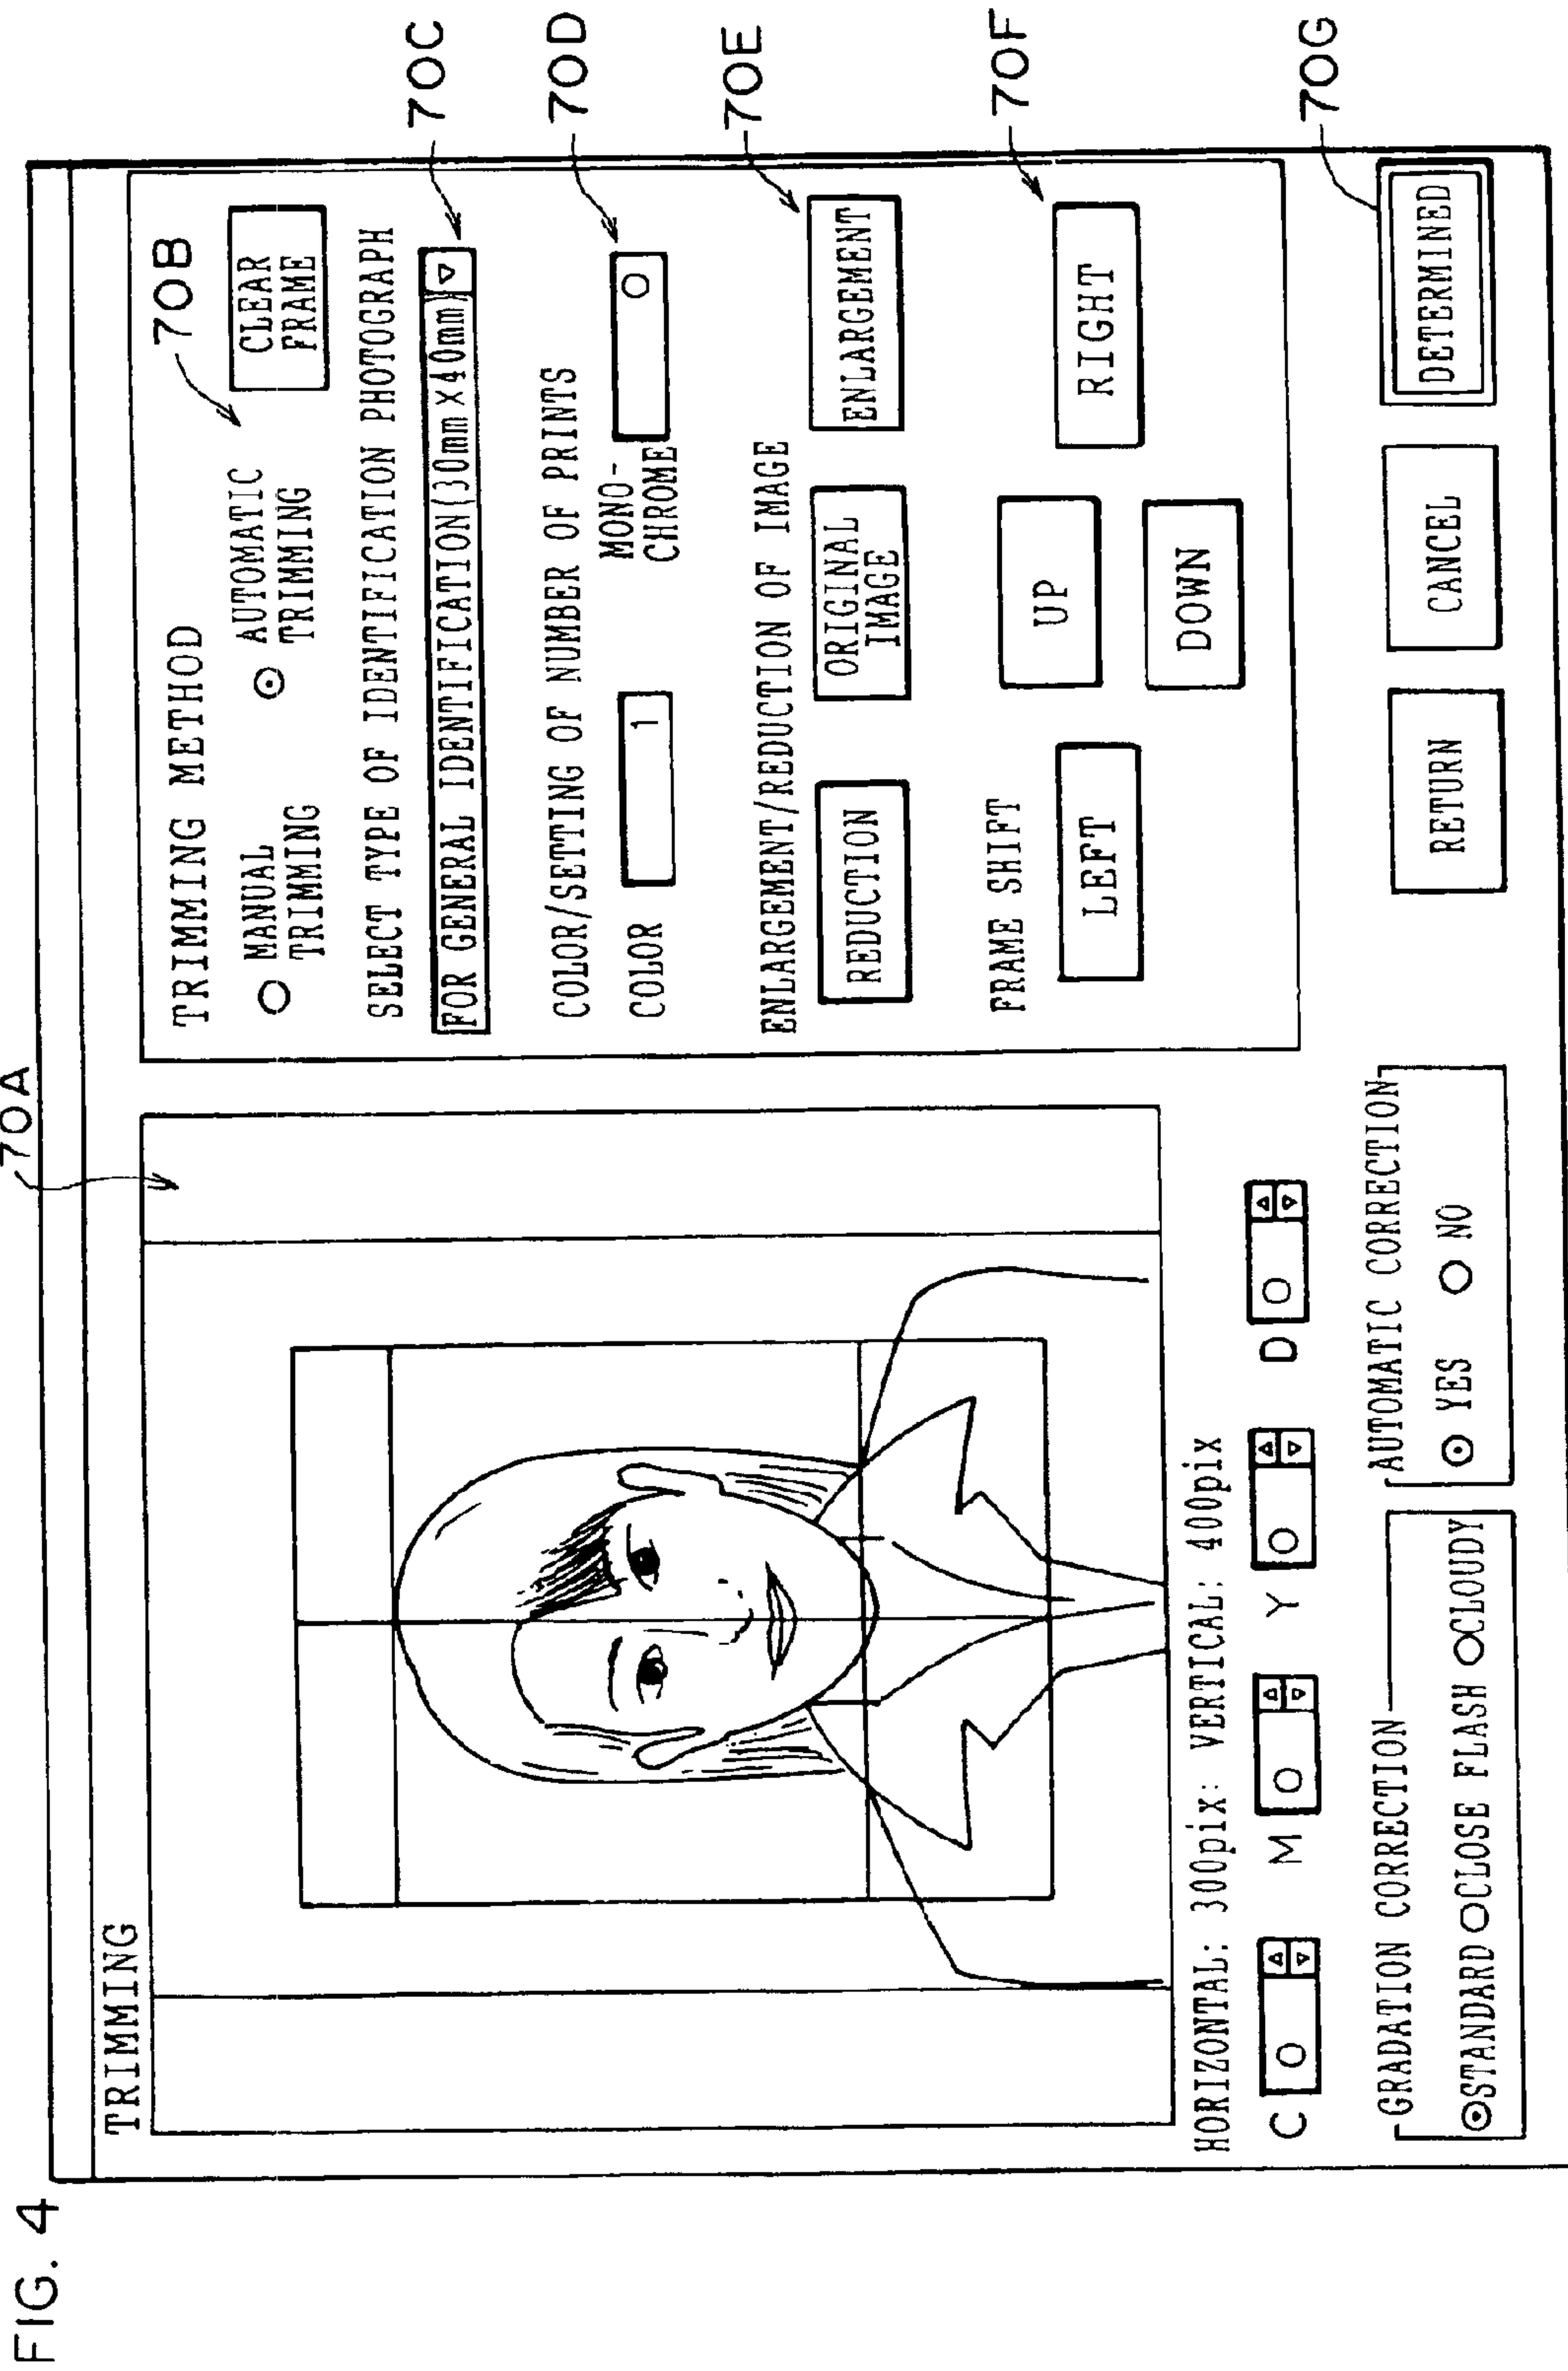 FIG. 4
70A
TRIMMING
HORIZONTAL: 300pix: VERTICAL: 400pix
C 0 M 0 Y 0 D 0
GRADATION CORRECTION
STANDARD CLOSE FLASH CLOUDY
AUTOMATIC CORRECTION
YES NO
TRIMMING METHOD
70B
MANUAL
TRIMMING
AUTOMATIC
TRIMMING
CLEAR
FRAME
SELECT TYPE OF IDENTIFICATION PHOTOGRAPH
FOR GENERAL IDENTIFICATION(30mm×40mm)
70C
COLOR/SETTING OF NUMBER OF PRINTS
COLOR 1
MONO-
CHROME
0
70D
ENLARGEMENT/REDUCTION OF IMAGE
REDUCTION
ORIGINAL
IMAGE
ENLARGEMENT
70E
FRAME SHIFT
LEFT
UP
DOWN
RIGHT
70F
RETURN
CANCEL
DETERMINED
70G